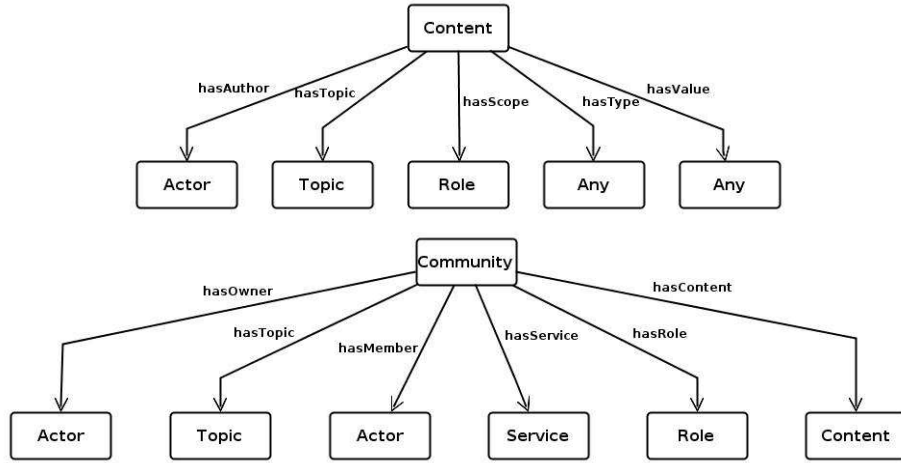 Content
hasAuthor
hasTopic
hasScope
hasType
hasValue
Actor
Topic
Role
Any
Any
Community
hasOwner
hasTopic
hasMember
hasService
hasRole
hasContent
Actor
Topic
Actor
Service
Role
Content